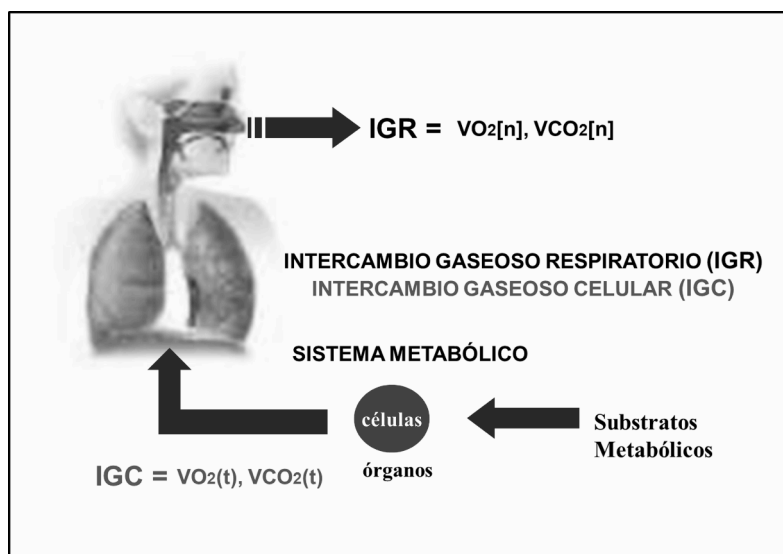 IGR = VO2[n], VCO2[n]
INTERCAMBIO GASEOSO RESPIRATORIO (IGR)
INTERCAMBIO GASEOSO CELULAR (IGC)
SISTEMA METABÓLICO
células
órganos
Substratos
Metabólicos
IGC = VO2(t), VCO2(t)